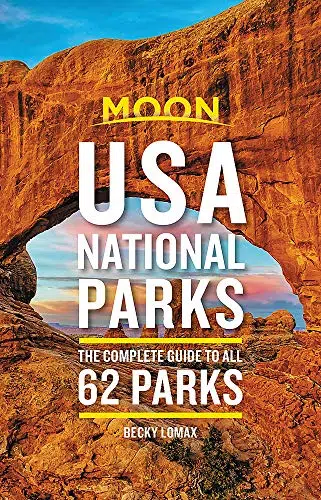 MOON
USA
NATIONAL
PARKS
THE COMPLETE GUIDE TO ALL
62 PARKS
BECKY LOMAX